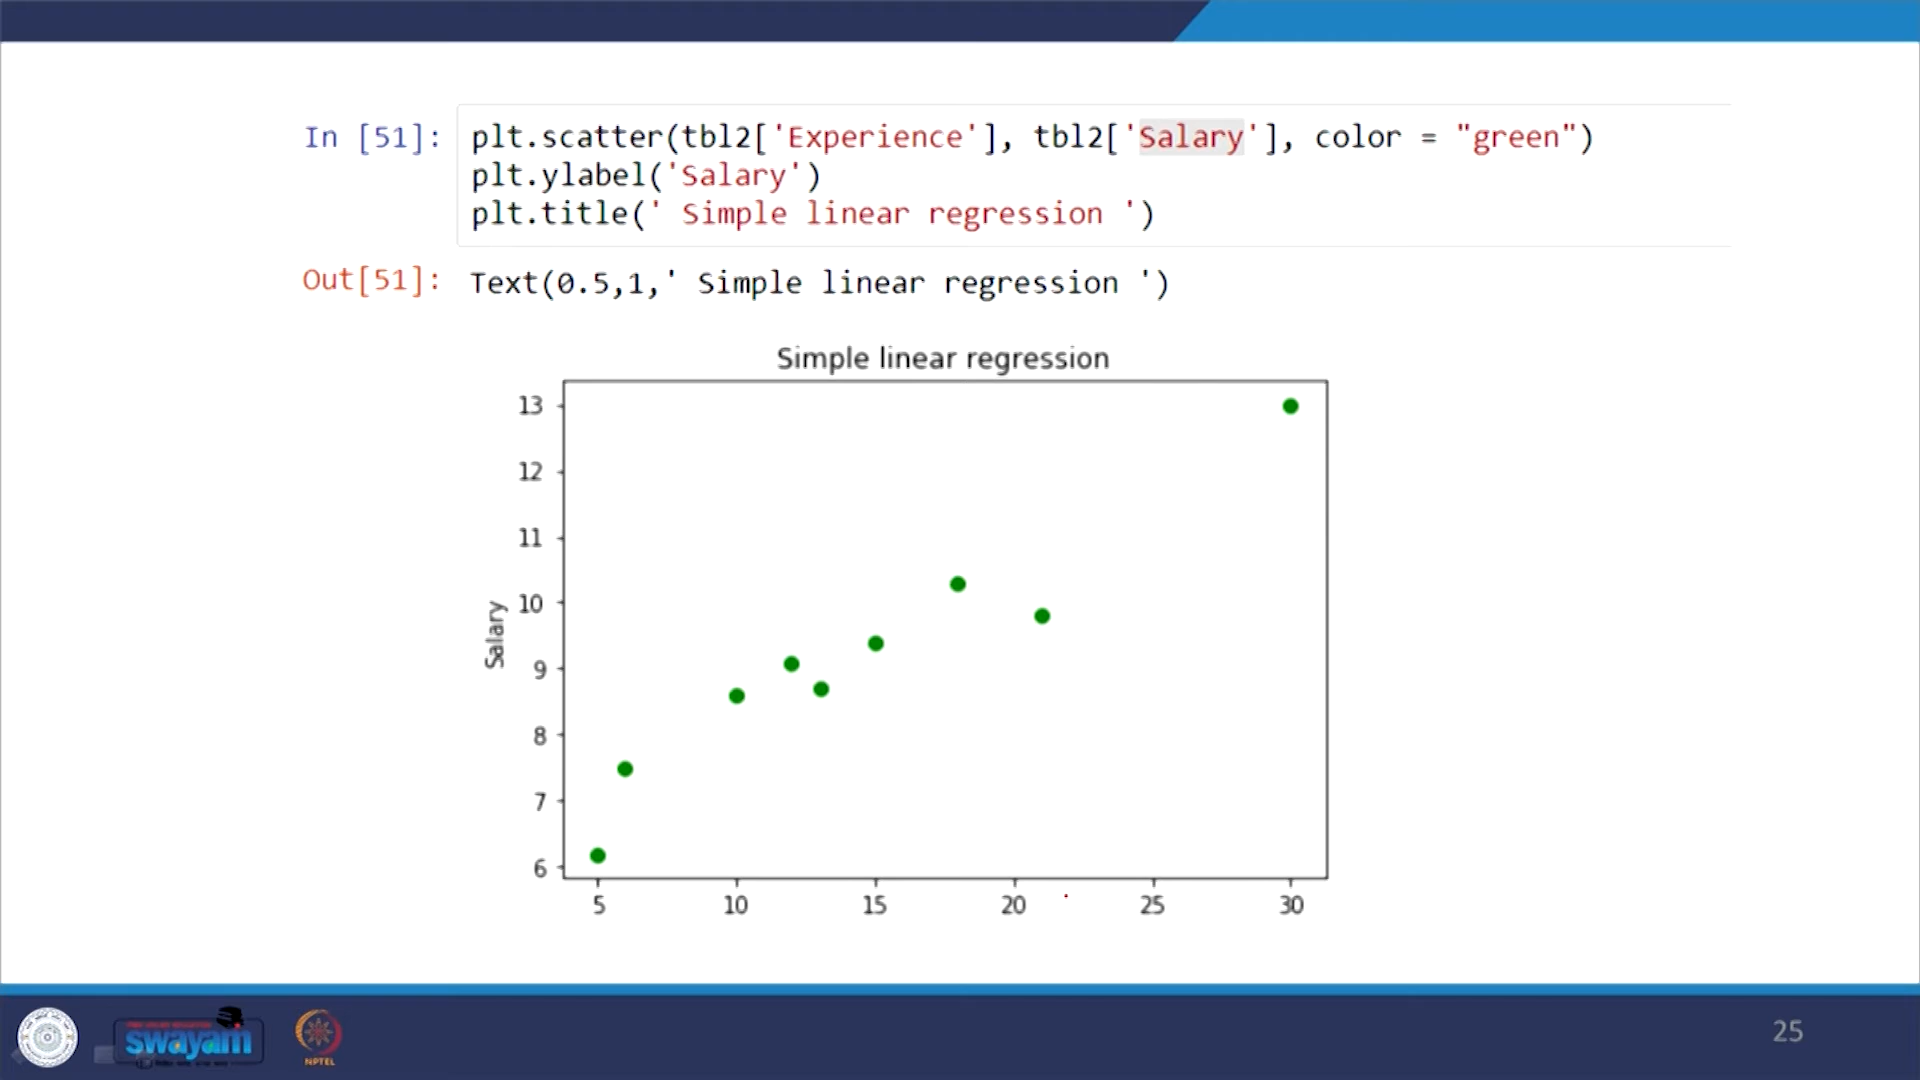 In [51]: plt.scatter(tbl2['Experience'], tbl2['Salary'], color = "green")
plt.ylabel('Salary')
plt.title(' Simple linear regression ')
Out[51]: Text(0.5,1,' Simple linear regression ')
Simple linear regression
13
12
11
10
9
8
7
6
Salary
5 10 15 20 25 30
swayam
NPTEL
25